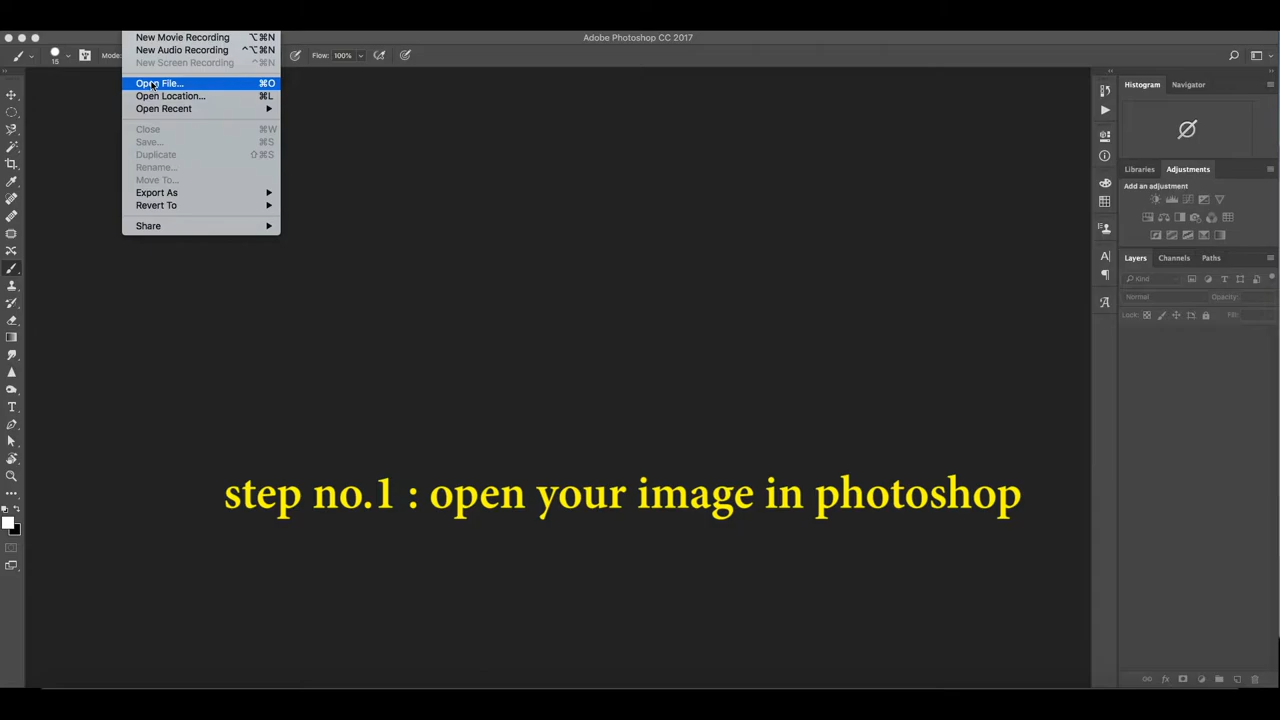 Adobe Photoshop CC 2017
New Movie Recording ⌥⌘N
New Audio Recording ^⌥⌘N
New Screen Recording ^⌘N
Open File... ⌘O
Open Location... ⌘L
Open Recent
Close ⌘W
Save... ⌘S
Duplicate ⇧⌘S
Rename...
Move To...
Export As
Revert To
Share
15
Mode:
Flow: 100%
Histogram Navigator
Libraries Adjustments
Add an adjustment
Layers Channels Paths
Kind
Normal Opacity:
Lock: Fill:
step no.1 : open your image in photoshop